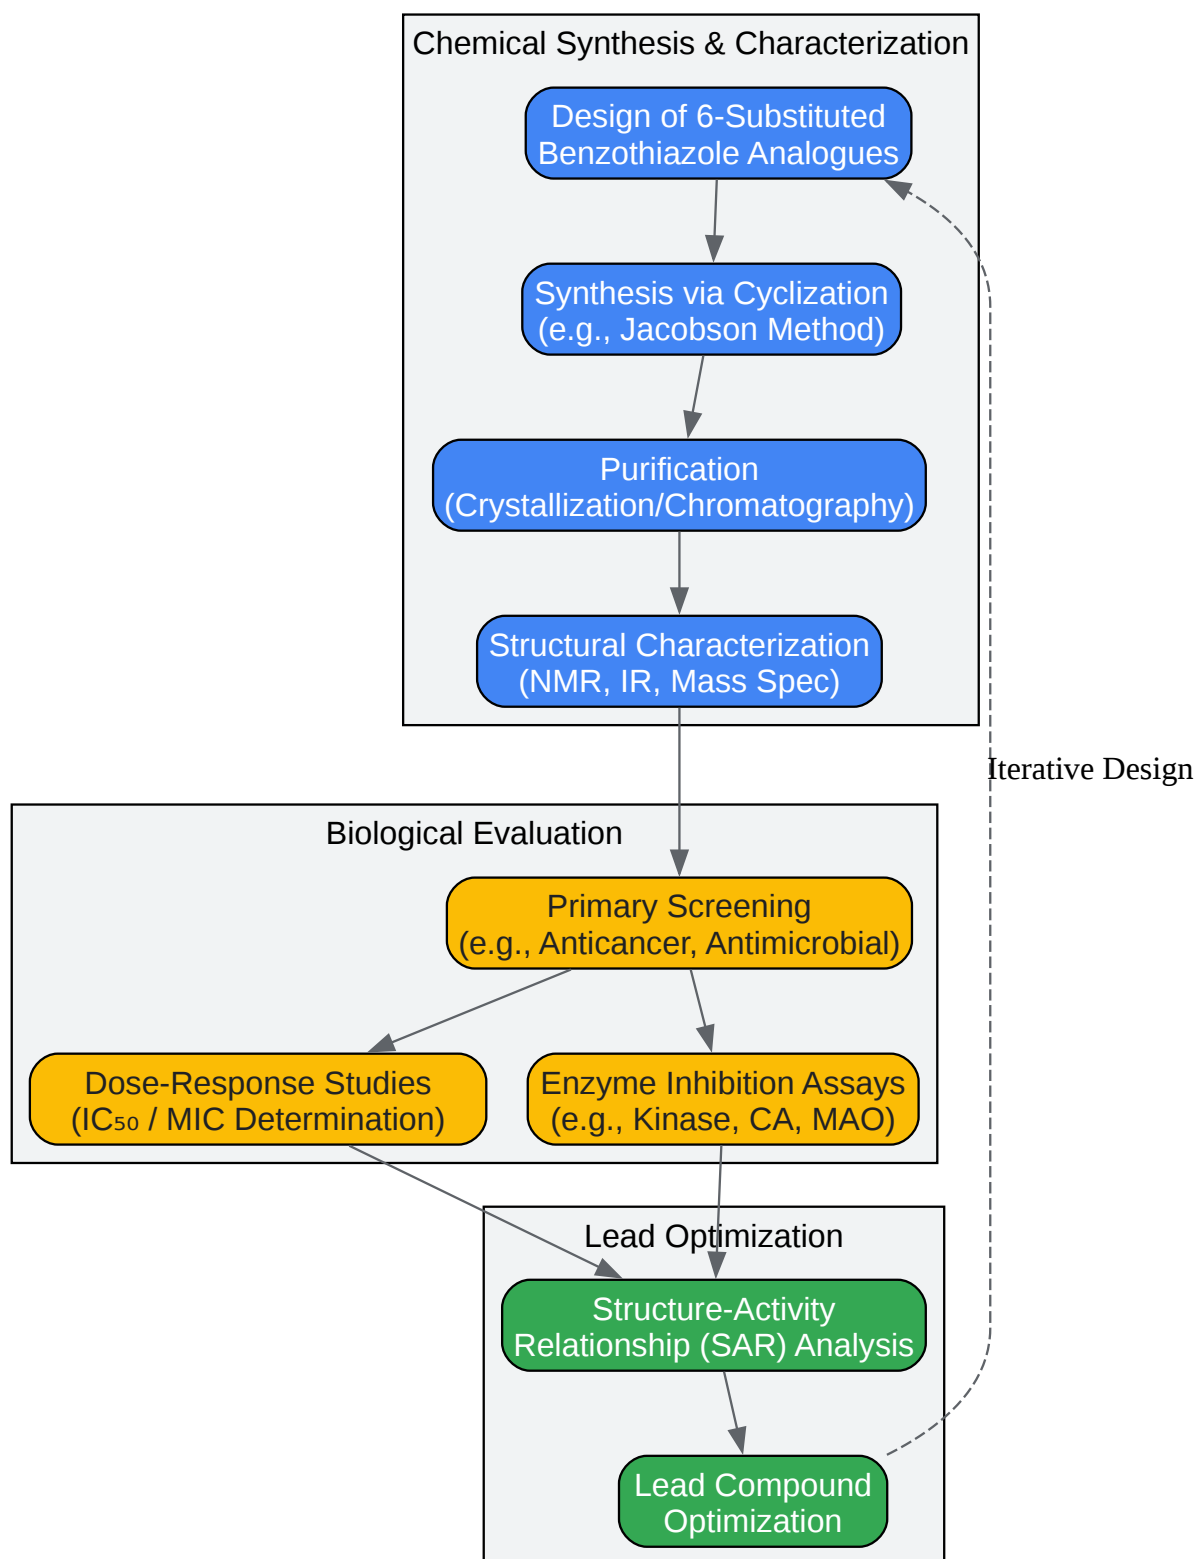 Chemical Synthesis & Characterization
Design of 6-Substituted
Benzothiazole Analogues
Synthesis via Cyclization
(e.g., Jacobson Method)
Purification
(Crystallization/Chromatography)
Structural Characterization
(NMR, IR, Mass Spec)
Iterative Design
Biological Evaluation
Primary Screening
(e.g., Anticancer, Antimicrobial)
Dose-Response Studies
(IC₅₀ / MIC Determination)
Enzyme Inhibition Assays
(e.g., Kinase, CA, MAO)
Lead Optimization
Structure-Activity
Relationship (SAR) Analysis
Lead Compound
Optimization